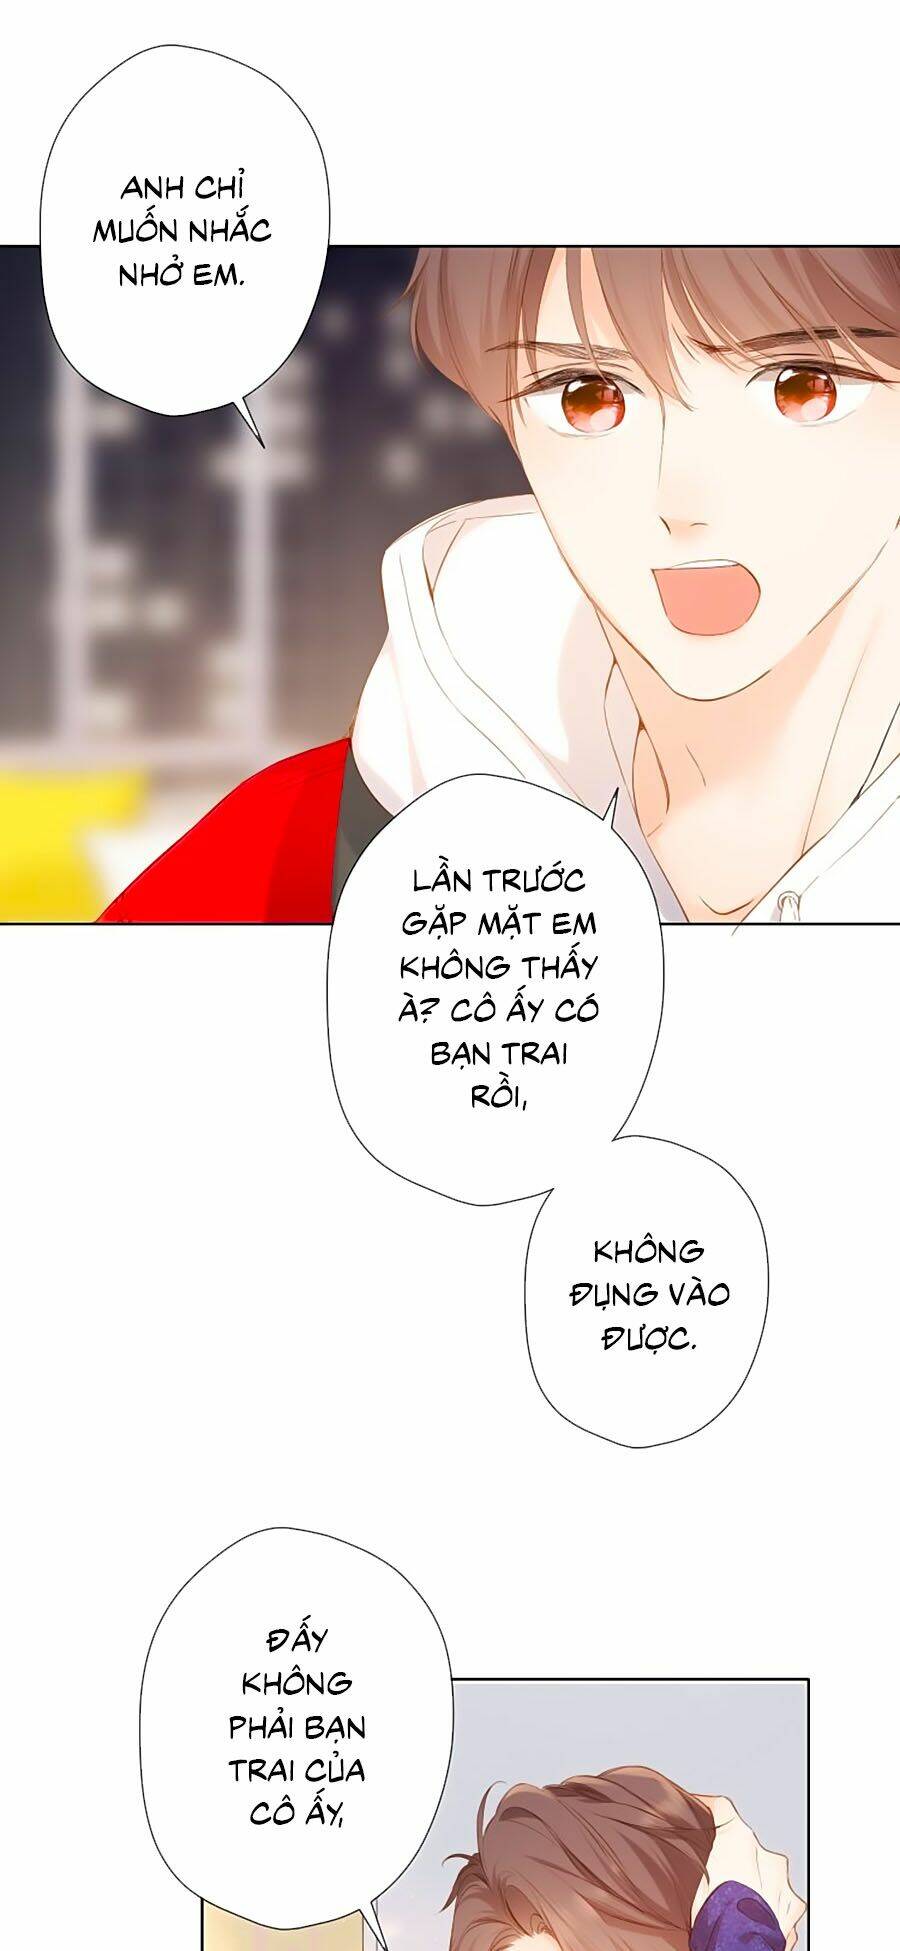 ANH CHỈ
MUỐN NHẮC
NHỞ EM.
LẦN TRƯỚC
GẶP MẶT EM
KHÔNG THẤY
À? CÔ ẤY CÓ
BẠN TRAI
RỒI,
KHÔNG
ĐỤNG VÀO
ĐƯỢC.
ĐẤY
KHÔNG
PHẢI BẠN
TRAI CỦA
CÔ ẤY,